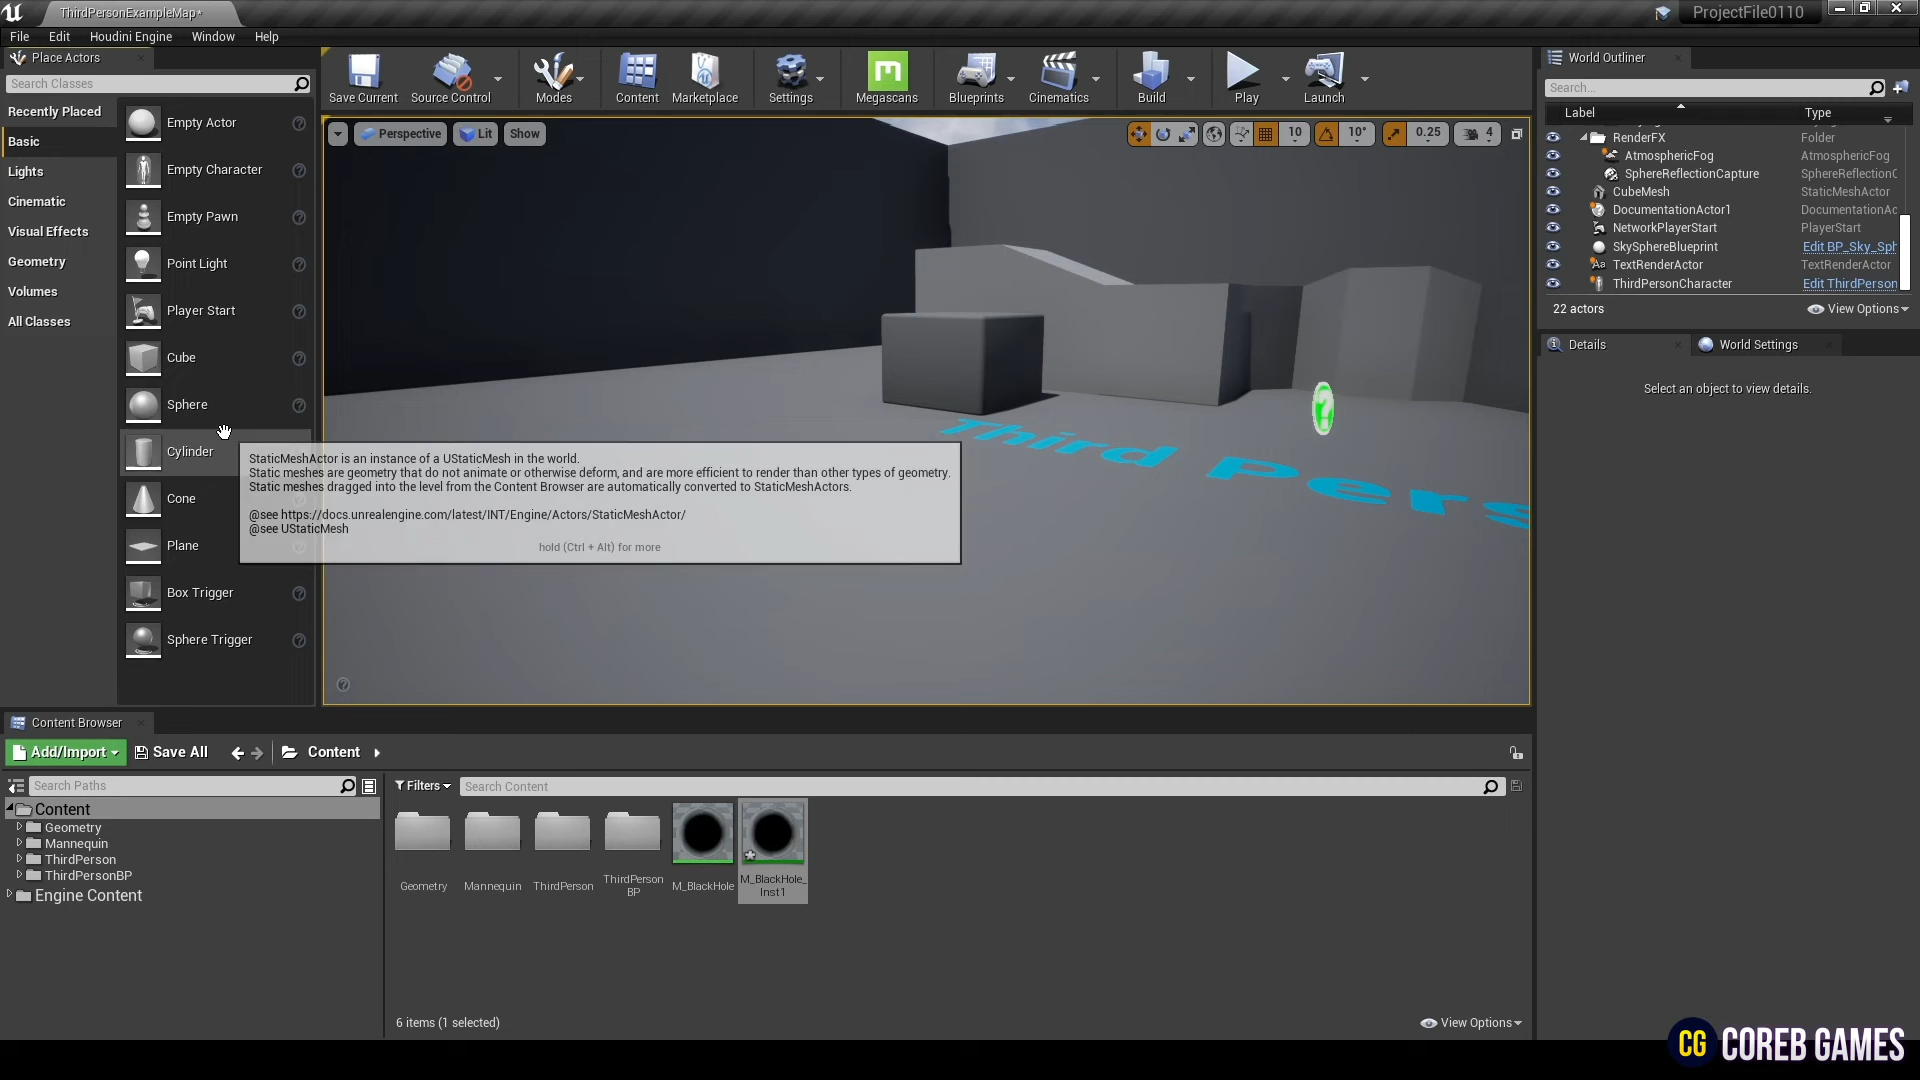 ThirdPersonExampleMap*
ProjectFile0110
File Edit Houdini Engine Window Help
Place Actors
Search Classes
Recently Placed
Basic
Lights
Cinematic
Visual Effects
Geometry
Volumes
All Classes
Empty Actor
Empty Character
Empty Pawn
Point Light
Player Start
Cube
Sphere
Cylinder
Cone
Plane
Box Trigger
Sphere Trigger
Save Current Source Control Modes Content Marketplace Settings Megascans Blueprints Cinematics Build Play Launch
Perspective Lit Show
10 10° 0.25 4
Third Pers
StaticMeshActor is an instance of a UStaticMesh in the world.
Static meshes are geometry that do not animate or otherwise deform, and are more efficient to render than other types of geometry.
Static meshes dragged into the level from the Content Browser are automatically converted to StaticMeshActors.
@see https://docs.unrealengine.com/latest/INT/Engine/Actors/StaticMeshActor/
@see UStaticMesh
hold (Ctrl + Alt) for more
World Outliner
Search...
Label Type
RenderFX Folder
AtmosphericFog AtmosphericFog
SphereReflectionCapture SphereReflectionC
CubeMesh StaticMeshActor
DocumentationActor1 DocumentationAc
NetworkPlayerStart PlayerStart
SkySphereBlueprint Edit BP_Sky_Sph
TextRenderActor TextRenderActor
ThirdPersonCharacter Edit ThirdPerson
22 actors View Options
Details World Settings
Select an object to view details.
Content Browser
Add/Import Save All Content
Search Paths
Content
Geometry
Mannequin
ThirdPerson
ThirdPersonBP
Engine Content
Filters Search Content
Geometry
Mannequin
ThirdPerson
ThirdPerson
BP
M_BlackHole
M_BlackHole_
Inst1
6 items (1 selected) View Options
CG COREB GAMES